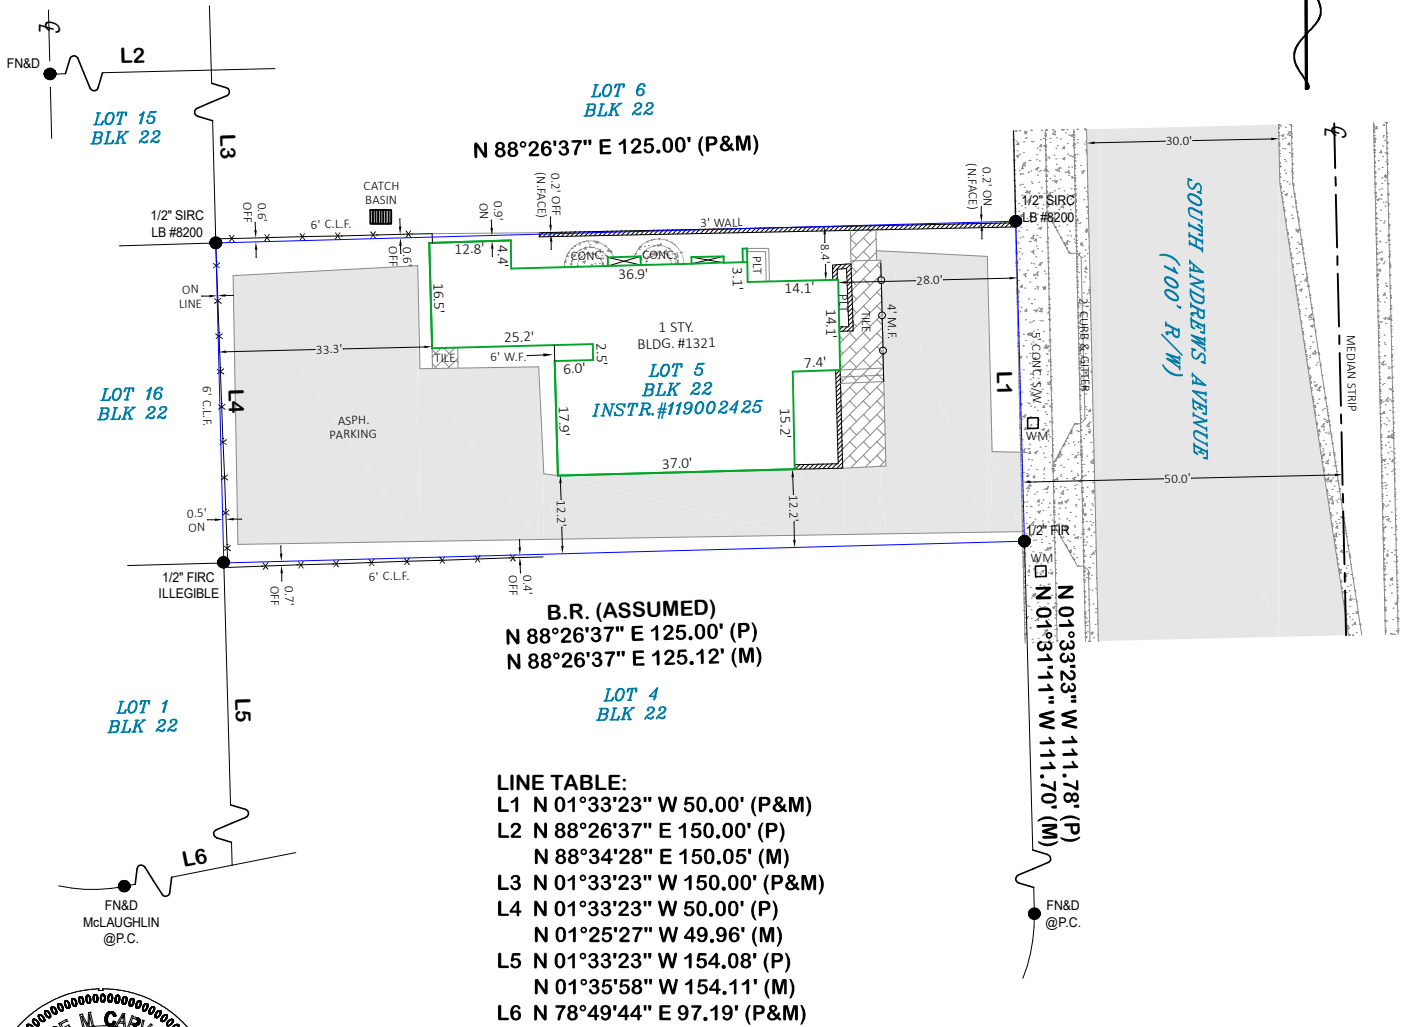 ℄
FN&D
L2
LOT 15
BLK 22
L3
LOT 6
BLK 22
N 88°26'37" E 125.00' (P&M)
℄
30.0'
SOUTH ANDREWS AVENUE
(100' R/W)
CATCH
BASIN
1/2" SIRC
LB #8200
0.6'
OFF
6' C.L.F.
0.6'
OFF
0.9'
ON
0.2' OFF
(N.FACE)
3' WALL
0.2' ON
(N.FACE)
1/2" SIRC
LB #8200
12.8'
4.4'
CONC.
CONC.
36.9'
3.1'
PLT
8.4'
14.1'
28.0'
ON
LINE
16.5'
PLT
TILE
4' M.F.
14.1'
1 STY.
BLDG. #1321
25.2'
2.5'
33.3'
TILE
6' W.F.
6.0'
7.4'
LOT 5
BLK 22
INSTR.#119002425
L1
5' CONC. S/W
2' CURB & GUTTER
MEDIAN STRIP
LOT 16
BLK 22
6' C.L.F.
L4
ASPH.
PARKING
17.9'
15.2'
WM
37.0'
50.0'
0.5'
ON
12.2'
12.2'
1/2" FIR
WM
1/2" FIRC
ILLEGIBLE
0.7'
OFF
6' C.L.F.
0.4'
OFF
B.R. (ASSUMED)
N 88°26'37" E 125.00' (P)
N 88°26'37" E 125.12' (M)
N 01°33'23" W 111.78' (P)
N 01°31'11" W 111.70' (M)
LOT 1
BLK 22
L5
LOT 4
BLK 22
L6
FN&D
McLAUGHLIN
@P.C.
FN&D
@P.C.
LINE TABLE:
L1 N 01°33'23" W 50.00' (P&M)
L2 N 88°26'37" E 150.00' (P)
N 88°34'28" E 150.05' (M)
L3 N 01°33'23" W 150.00' (P&M)
L4 N 01°33'23" W 50.00' (P)
N 01°25'27" W 49.96' (M)
L5 N 01°33'23" W 154.08' (P)
N 01°35'58" W 154.11' (M)
L6 N 78°49'44" E 97.19' (P&M)